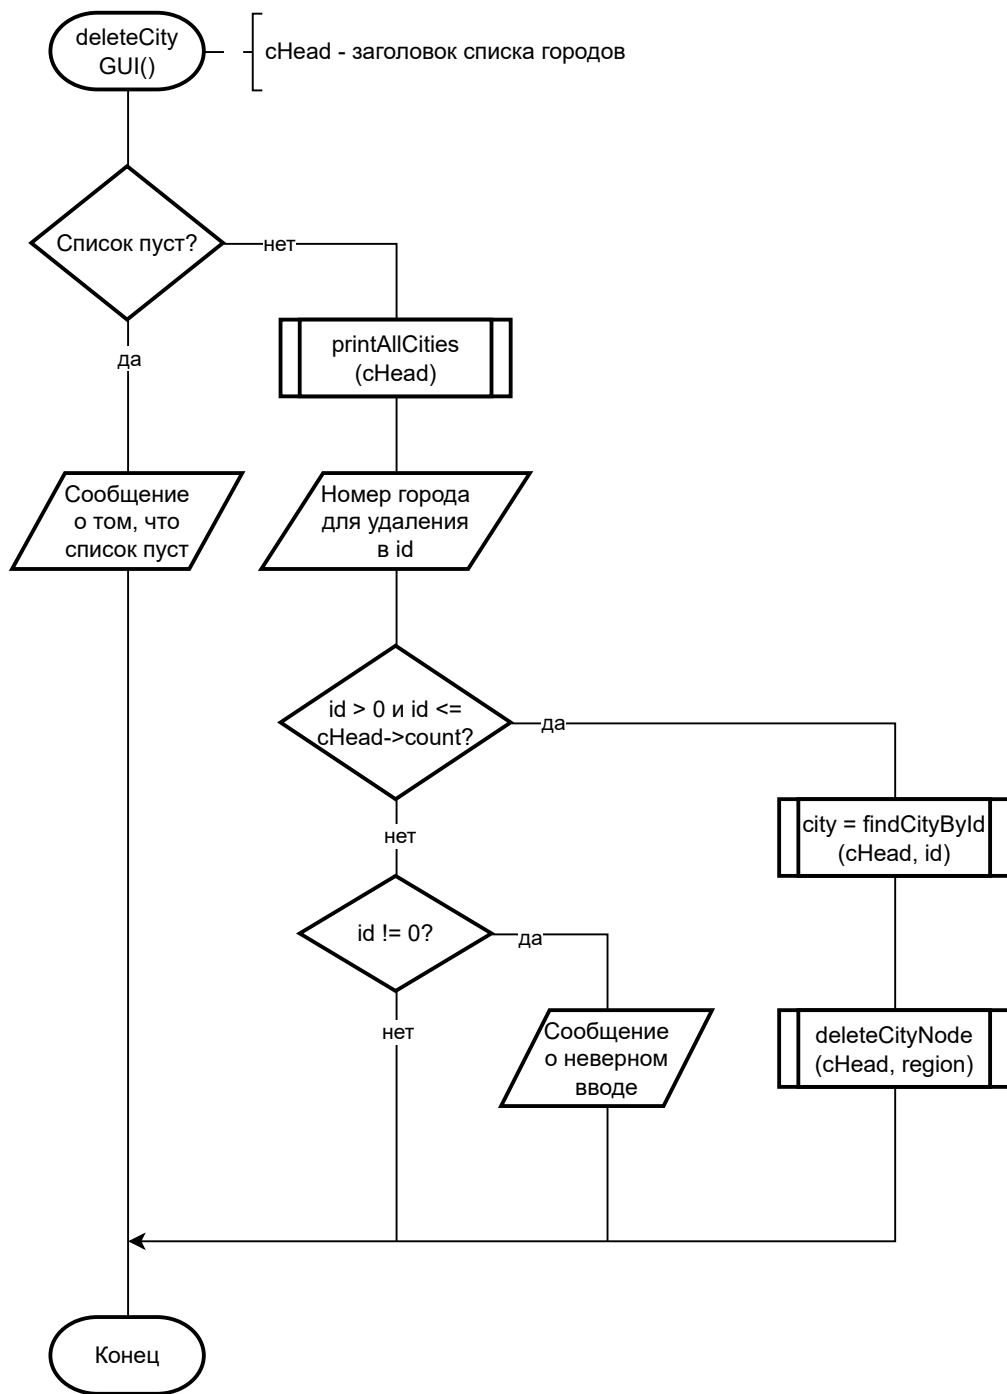 deleteCity
GUI()
cHead - заголовок списка городов
Список пуст?
нет
да
printAllCities
(cHead)
Сообщение
о том, что
список пуст
Номер города
для удаления
в id
id > 0 и id <=
cHead->count?
да
нет
city = findCityById
(cHead, id)
id != 0?
да
нет
Сообщение
о неверном
вводе
deleteCityNode
(cHead, region)
Конец